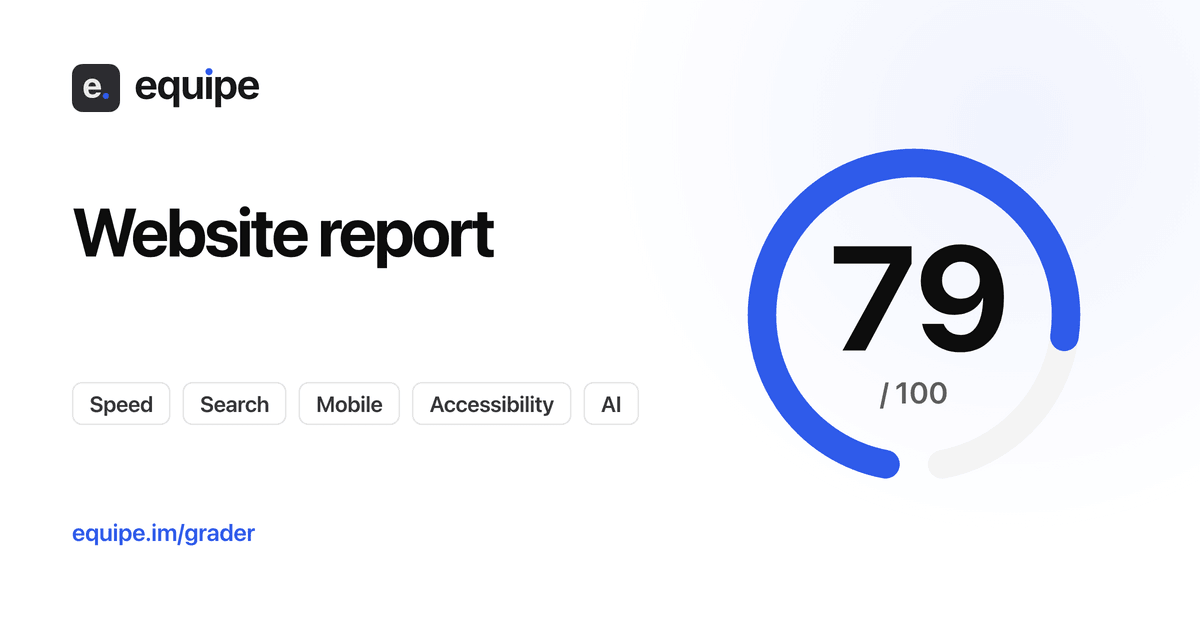 e.
equipe
Website report
79
/ 100
Speed
Search
Mobile
Accessibility
AI
equipe.im/grader